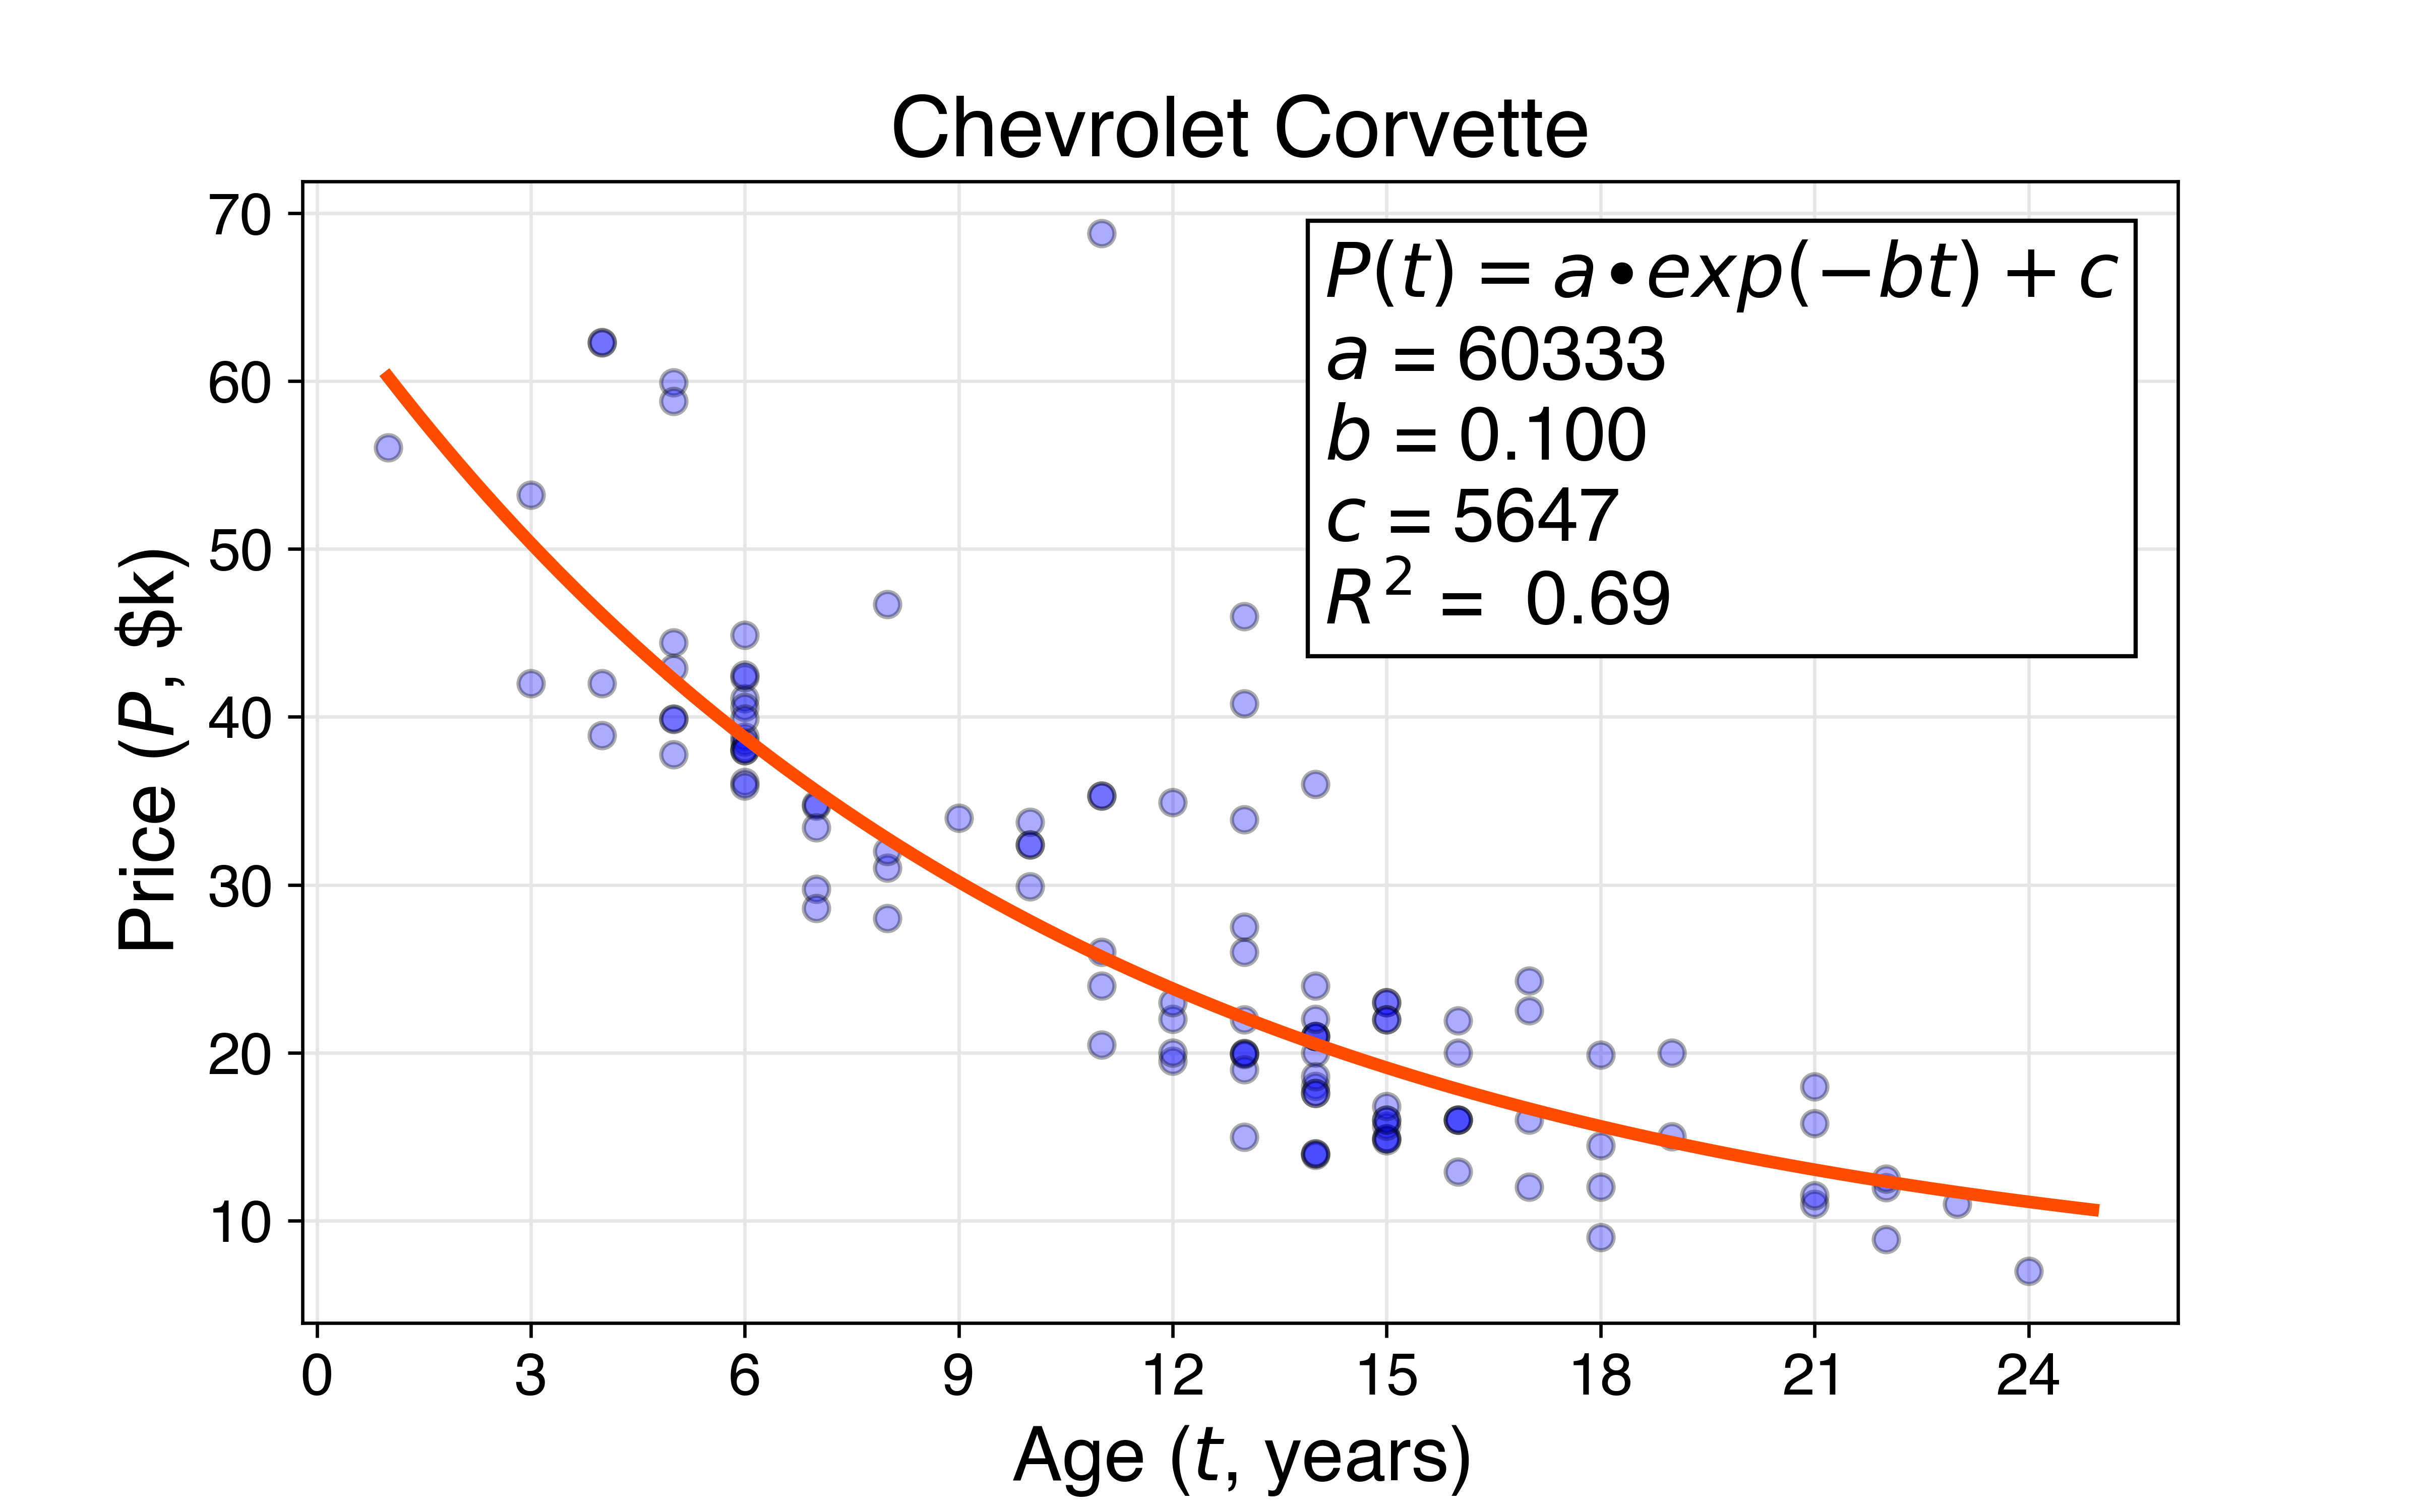 Chevrolet Corvette
70
60
50
40
30
20
10
Price (P, $k)
P(t) = a•exp(−bt) + c
a = 60333
b = 0.100
c = 5647
R² = 0.69
0 3 6 9 12 15 18 21 24
Age (t, years)